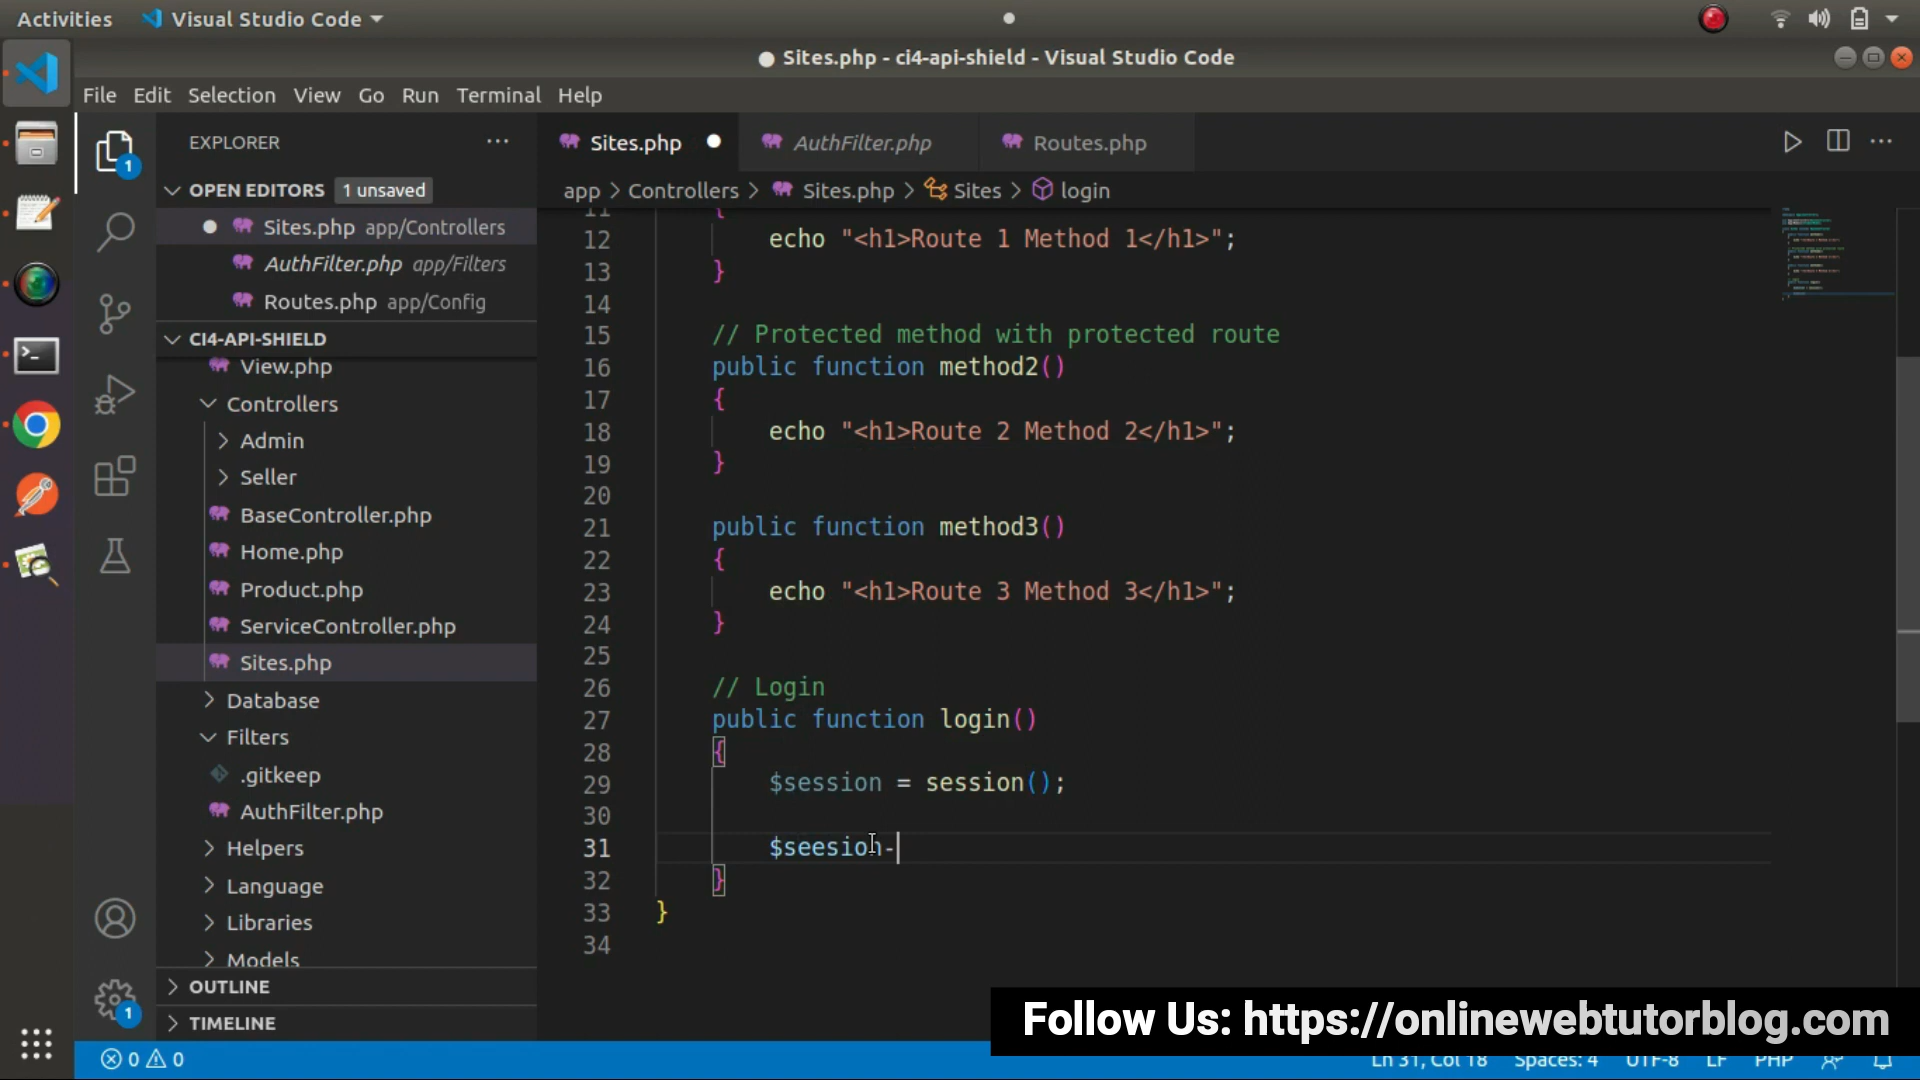 Activities Visual Studio Code
Sites.php - ci4-api-shield - Visual Studio Code
File Edit Selection View Go Run Terminal Help
EXPLORER
Sites.php AuthFilter.php Routes.php
1
OPEN EDITORS 1 unsaved
app > Controllers > Sites.php > Sites > login
Sites.php app/Controllers
AuthFilter.php app/Filters
Routes.php app/Config
CI4-API-SHIELD
View.php
Controllers
Admin
Seller
BaseController.php
Home.php
Product.php
ServiceController.php
Sites.php
Database
Filters
.gitkeep
AuthFilter.php
Helpers
Language
Libraries
Models
OUTLINE
TIMELINE
1
11 {
12 echo "<h1>Route 1 Method 1</h1>";
13 }
14
15 // Protected method with protected route
16 public function method2()
17 {
18 echo "<h1>Route 2 Method 2</h1>";
19 }
20
21 public function method3()
22 {
23 echo "<h1>Route 3 Method 3</h1>";
24 }
25
26 // Login
27 public function login()
28 {
29 $session = session();
30
31 $seesion-
32 }
33 }
34
Follow Us: https://onlinewebtutorblog.com
0 0 Ln 31, Col 18 Spaces: 4 UTF-8 LF PHP